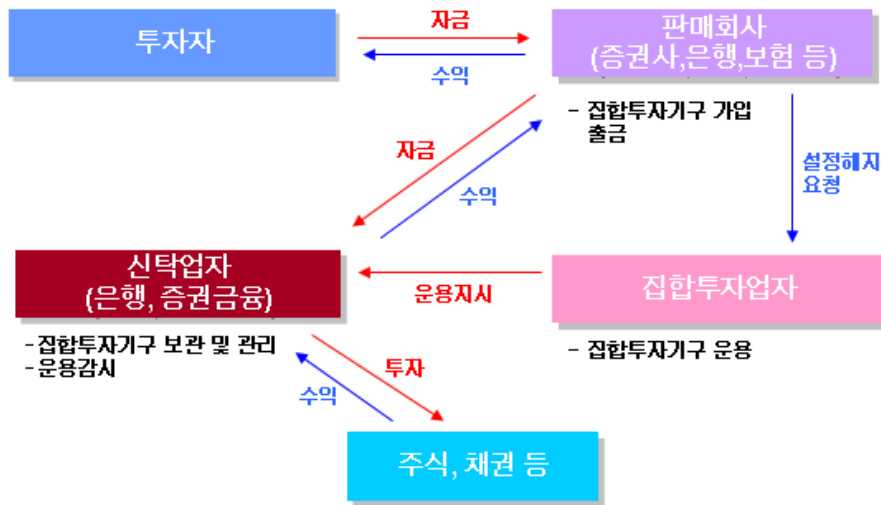 투자자
자금
수익
판매회사
(증권사,은행,보험 등)
- 집합투자기구 가입
출금
자금
수익
설정해지
요청
신탁업자
(은행, 증권금융)
운용지시
집합투자업자
-집합투자기구 보관 및 관리
-운용감시
- 집합투자기구 운용
투자
수익
주식, 채권 등